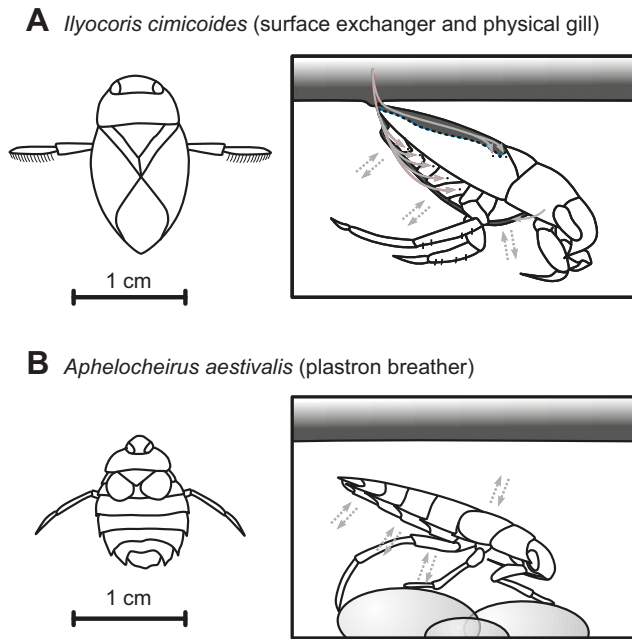 A Ilyocoris cimicoides (surface exchanger and physical gill)
1 cm
B Aphelocheirus aestivalis (plastron breather)
1 cm